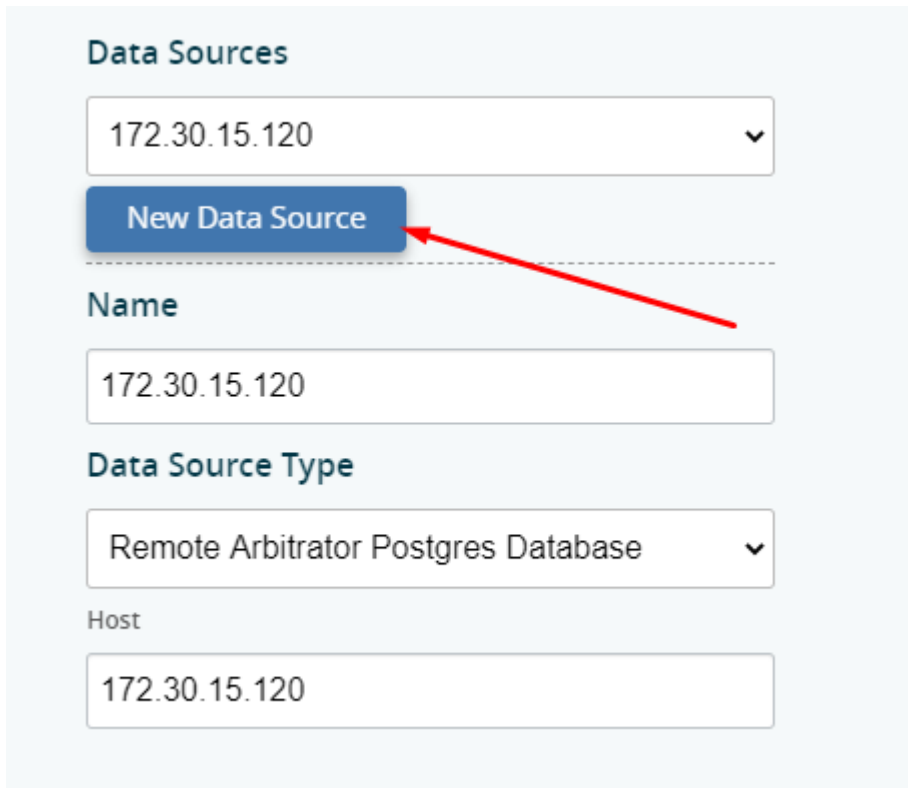 Data Sources
172.30.15.120
New Data Source
Name
172.30.15.120
Data Source Type
Remote Arbitrator Postgres Database
Host
172.30.15.120